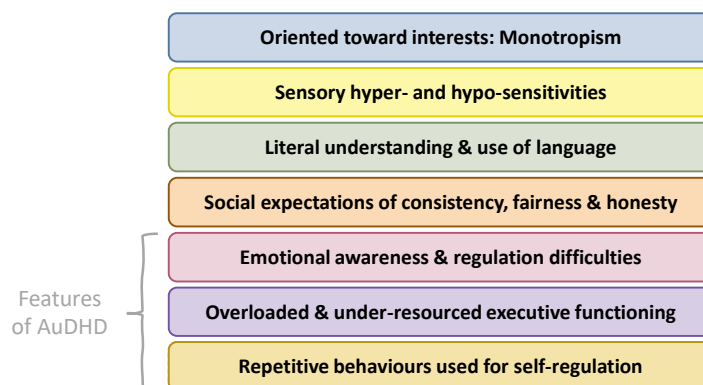 Oriented toward interests: Monotropism
Sensory hyper- and hypo-sensitivities
Literal understanding & use of language
Social expectations of consistency, fairness & honesty
Emotional awareness & regulation difficulties
Features
of AuDHD
Overloaded & under-resourced executive functioning
Repetitive behaviours used for self-regulation